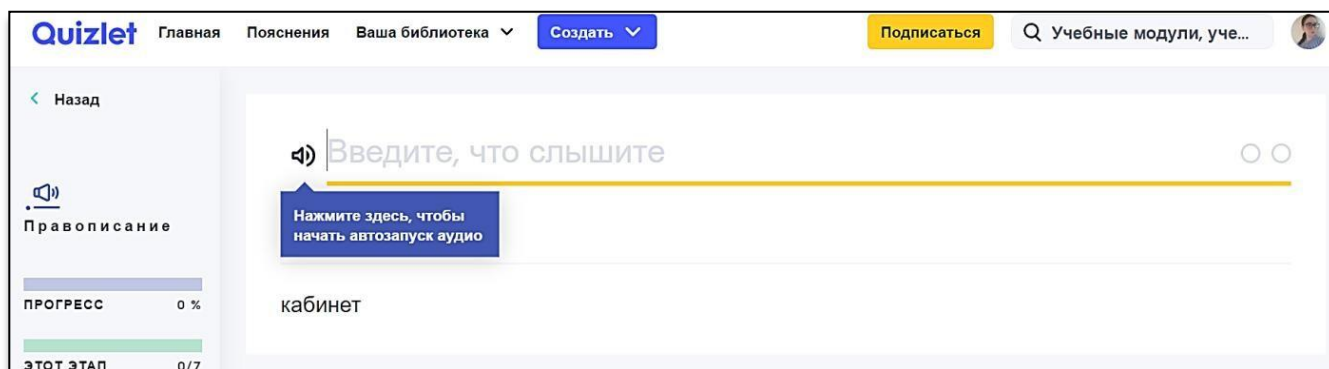 Quizlet Главная Пояснения Ваша библиотека Создать Подписаться Учебные модули, уче...
Назад
Введите, что слышите
Нажмите здесь, чтобы
начать автозапуск аудио
Правописание
ПРОГРЕСС 0 %
кабинет
ЭТОТ ЭТАП 0/7